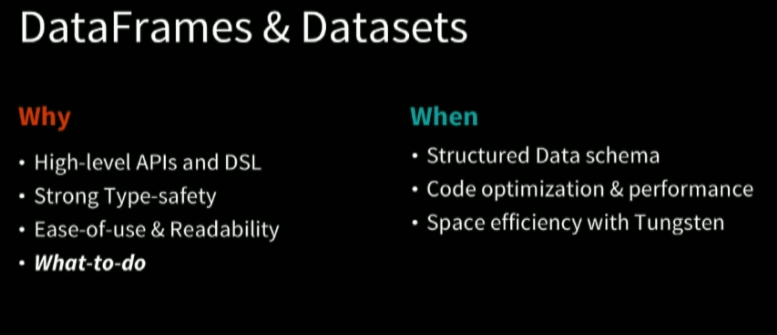 DataFrames & Datasets
Why
• High-level APIs and DSL
• Strong Type-safety
• Ease-of-use & Readability
• What-to-do
When
• Structured Data schema
• Code optimization & performance
• Space efficiency with Tungsten